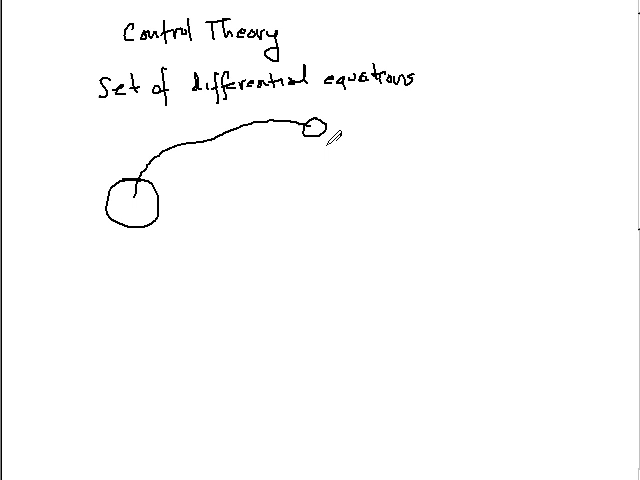 Control Theory
Set of differential equations